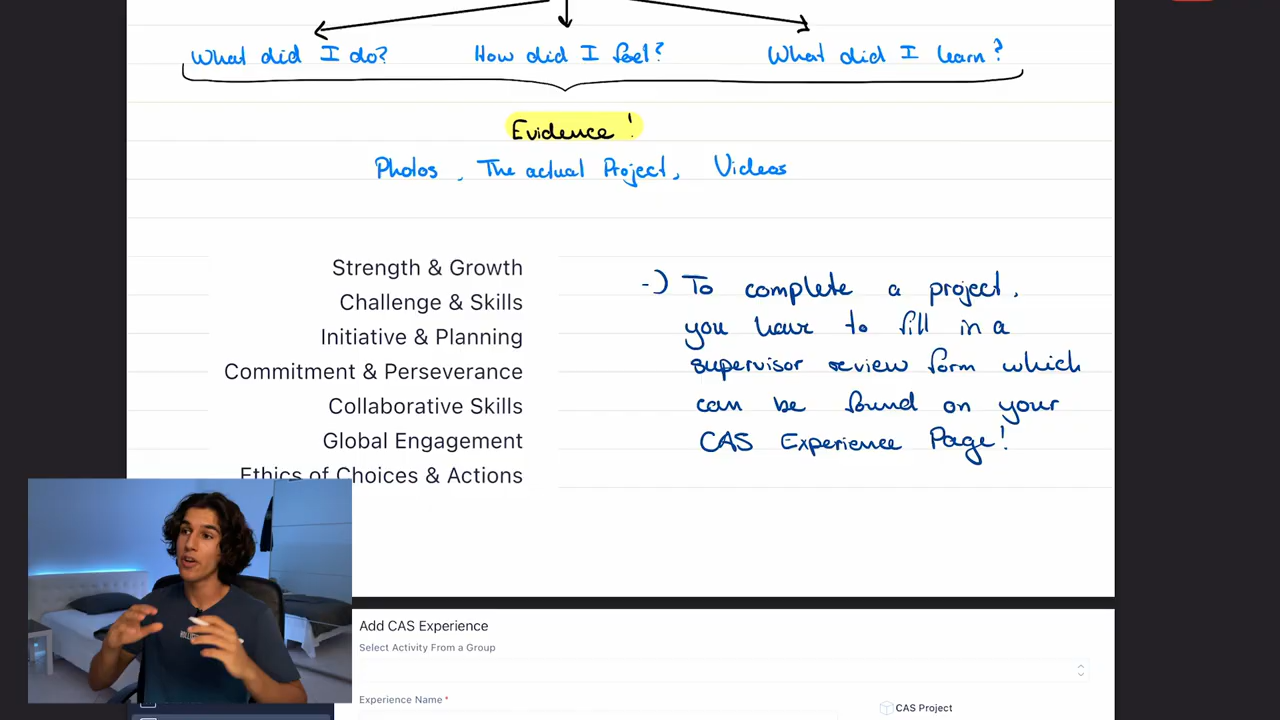 What did I do? How did I feel? What did I learn?
Evidence!
Photos, The actual Project, Videos
Strength & Growth
Challenge & Skills
Initiative & Planning
Commitment & Perseverance
Collaborative Skills
Global Engagement
Ethics of Choices & Actions
-) To complete a project,
you have to fill in a
supervisor review form which
can be found on your
CAS Experience Page!
Add CAS Experience
Select Activity From a Group
Experience Name *
CAS Project